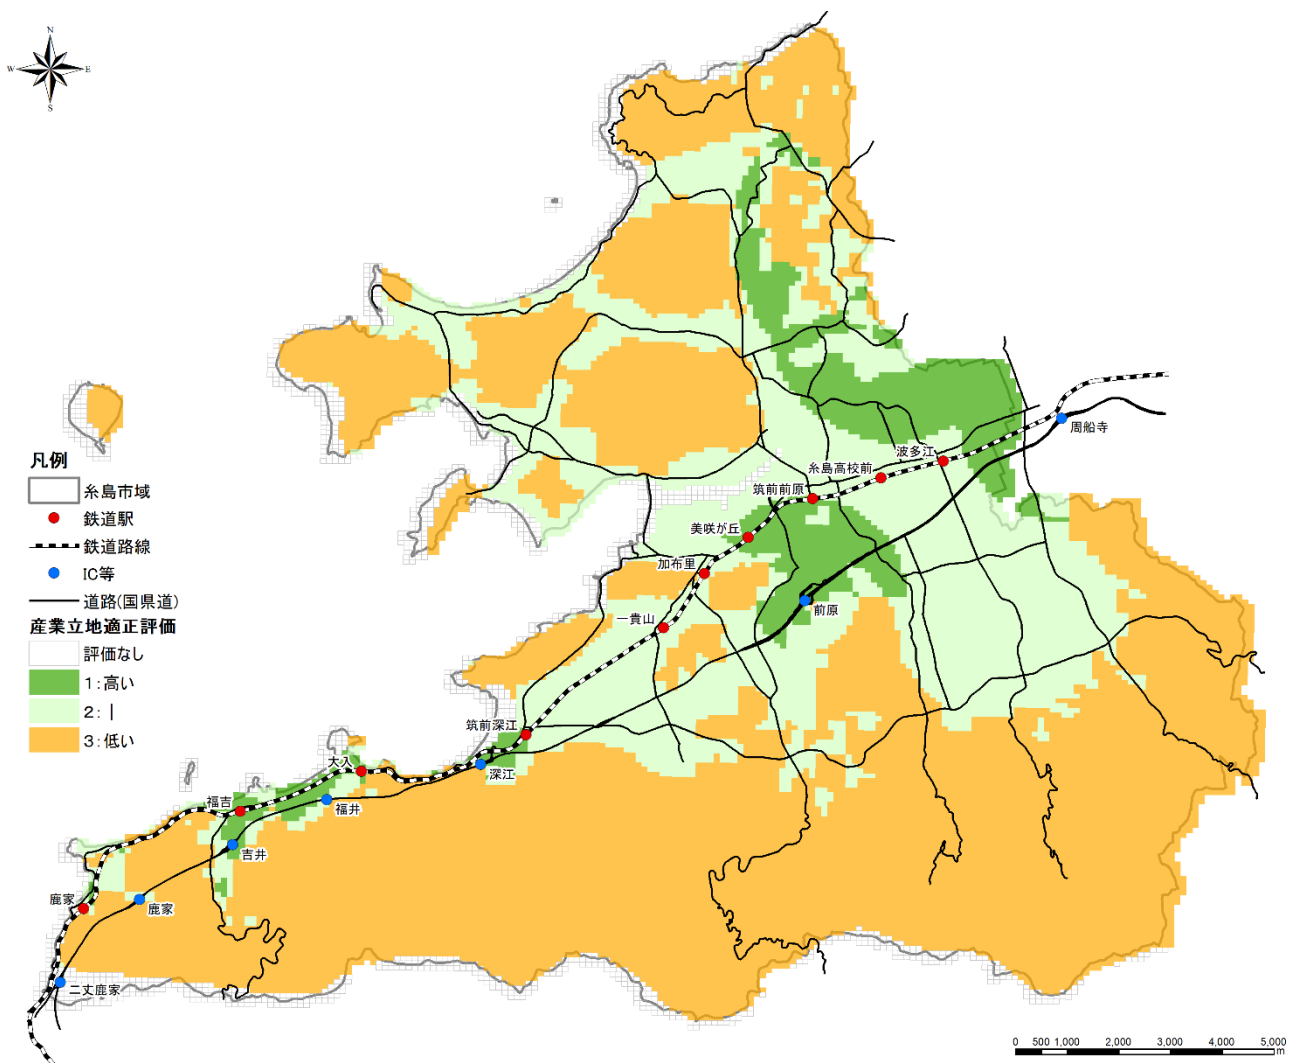 N
W
E
S
周船寺
波多江
糸島高校前
筑前前原
美咲が丘
加布里
前原
一貴山
筑前深江
深江
大入
福井
福吉
吉井
鹿家
鹿家
二丈鹿家
凡例
糸島市域
鉄道駅
鉄道路線
IC等
道路(国県道)
産業立地適正評価
評価なし
1:高い
2:|
3:低い
0 500 1,000 2,000 3,000 4,000 5,000
m